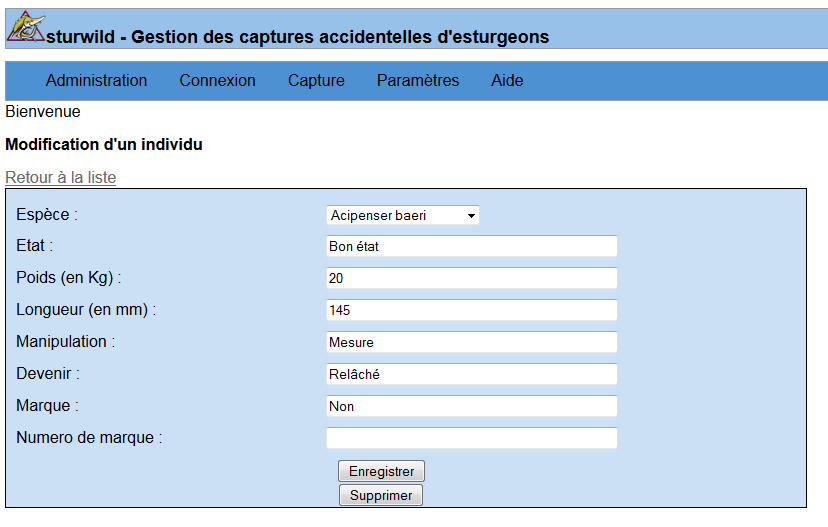 sturwild - Gestion des captures accidentelles d'esturgeons
Administration Connexion Capture Paramètres Aide
Bienvenue
Modification d'un individu
Retour à la liste
Espèce : Acipenser baeri
Etat : Bon état
Poids (en Kg) : 20
Longueur (en mm) : 145
Manipulation : Mesure
Devenir : Relâché
Marque : Non
Numero de marque :
Enregistrer
Supprimer